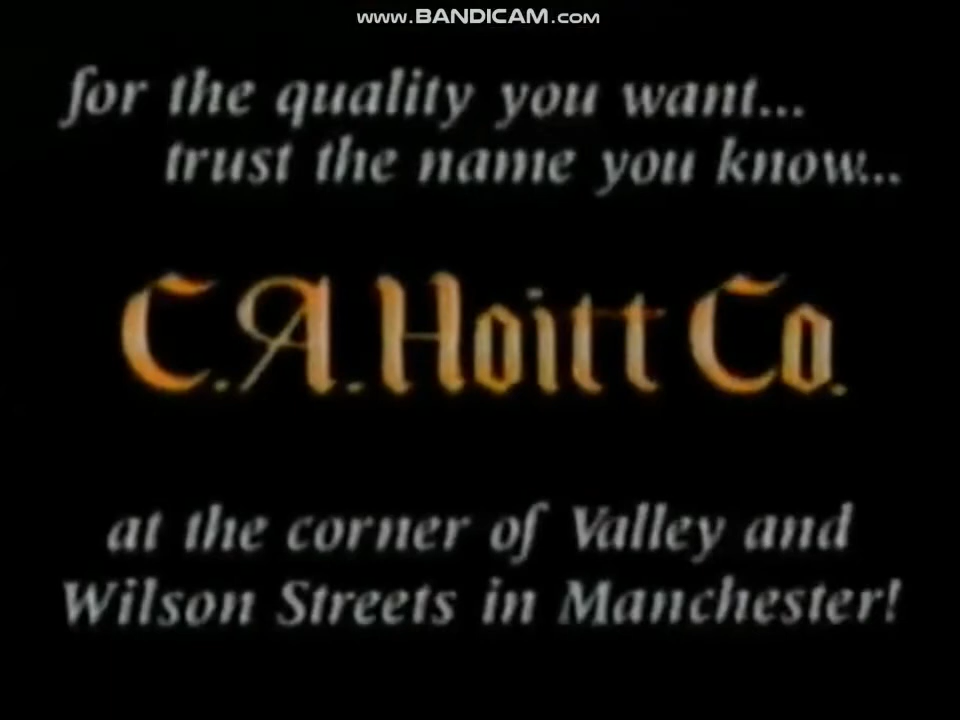 www.BANDICAM.com
for the quality you want...
trust the name you know...
C.A.Hoitt Co.
at the corner of Valley and
Wilson Streets in Manchester!